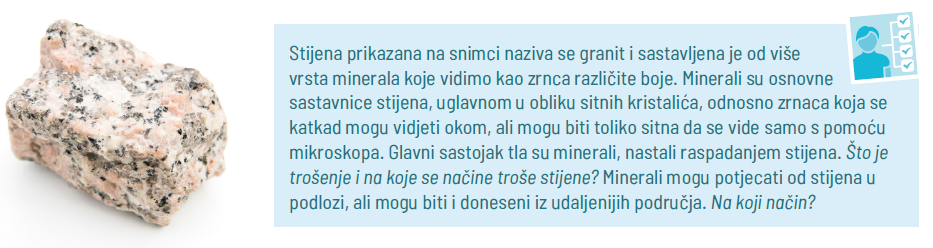 Stijena prikazana na snimci naziva se granit i sastavljena je od više
vrsta minerala koje vidimo kao zrnca različite boje. Minerali su osnovne
sastavnice stijena, uglavnom u obliku sitnih kristalića, odnosno zrnaca koja se
katkad mogu vidjeti okom, ali mogu biti toliko sitna da se vide samo s pomoću
mikroskopa. Glavni sastojak tla su minerali, nastali raspadanjem stijena. Što je
trošenje i na koje se načine troše stijene? Minerali mogu potjecati od stijena u
podlozi, ali mogu biti i doneseni iz udaljenijih područja. Na koji način?